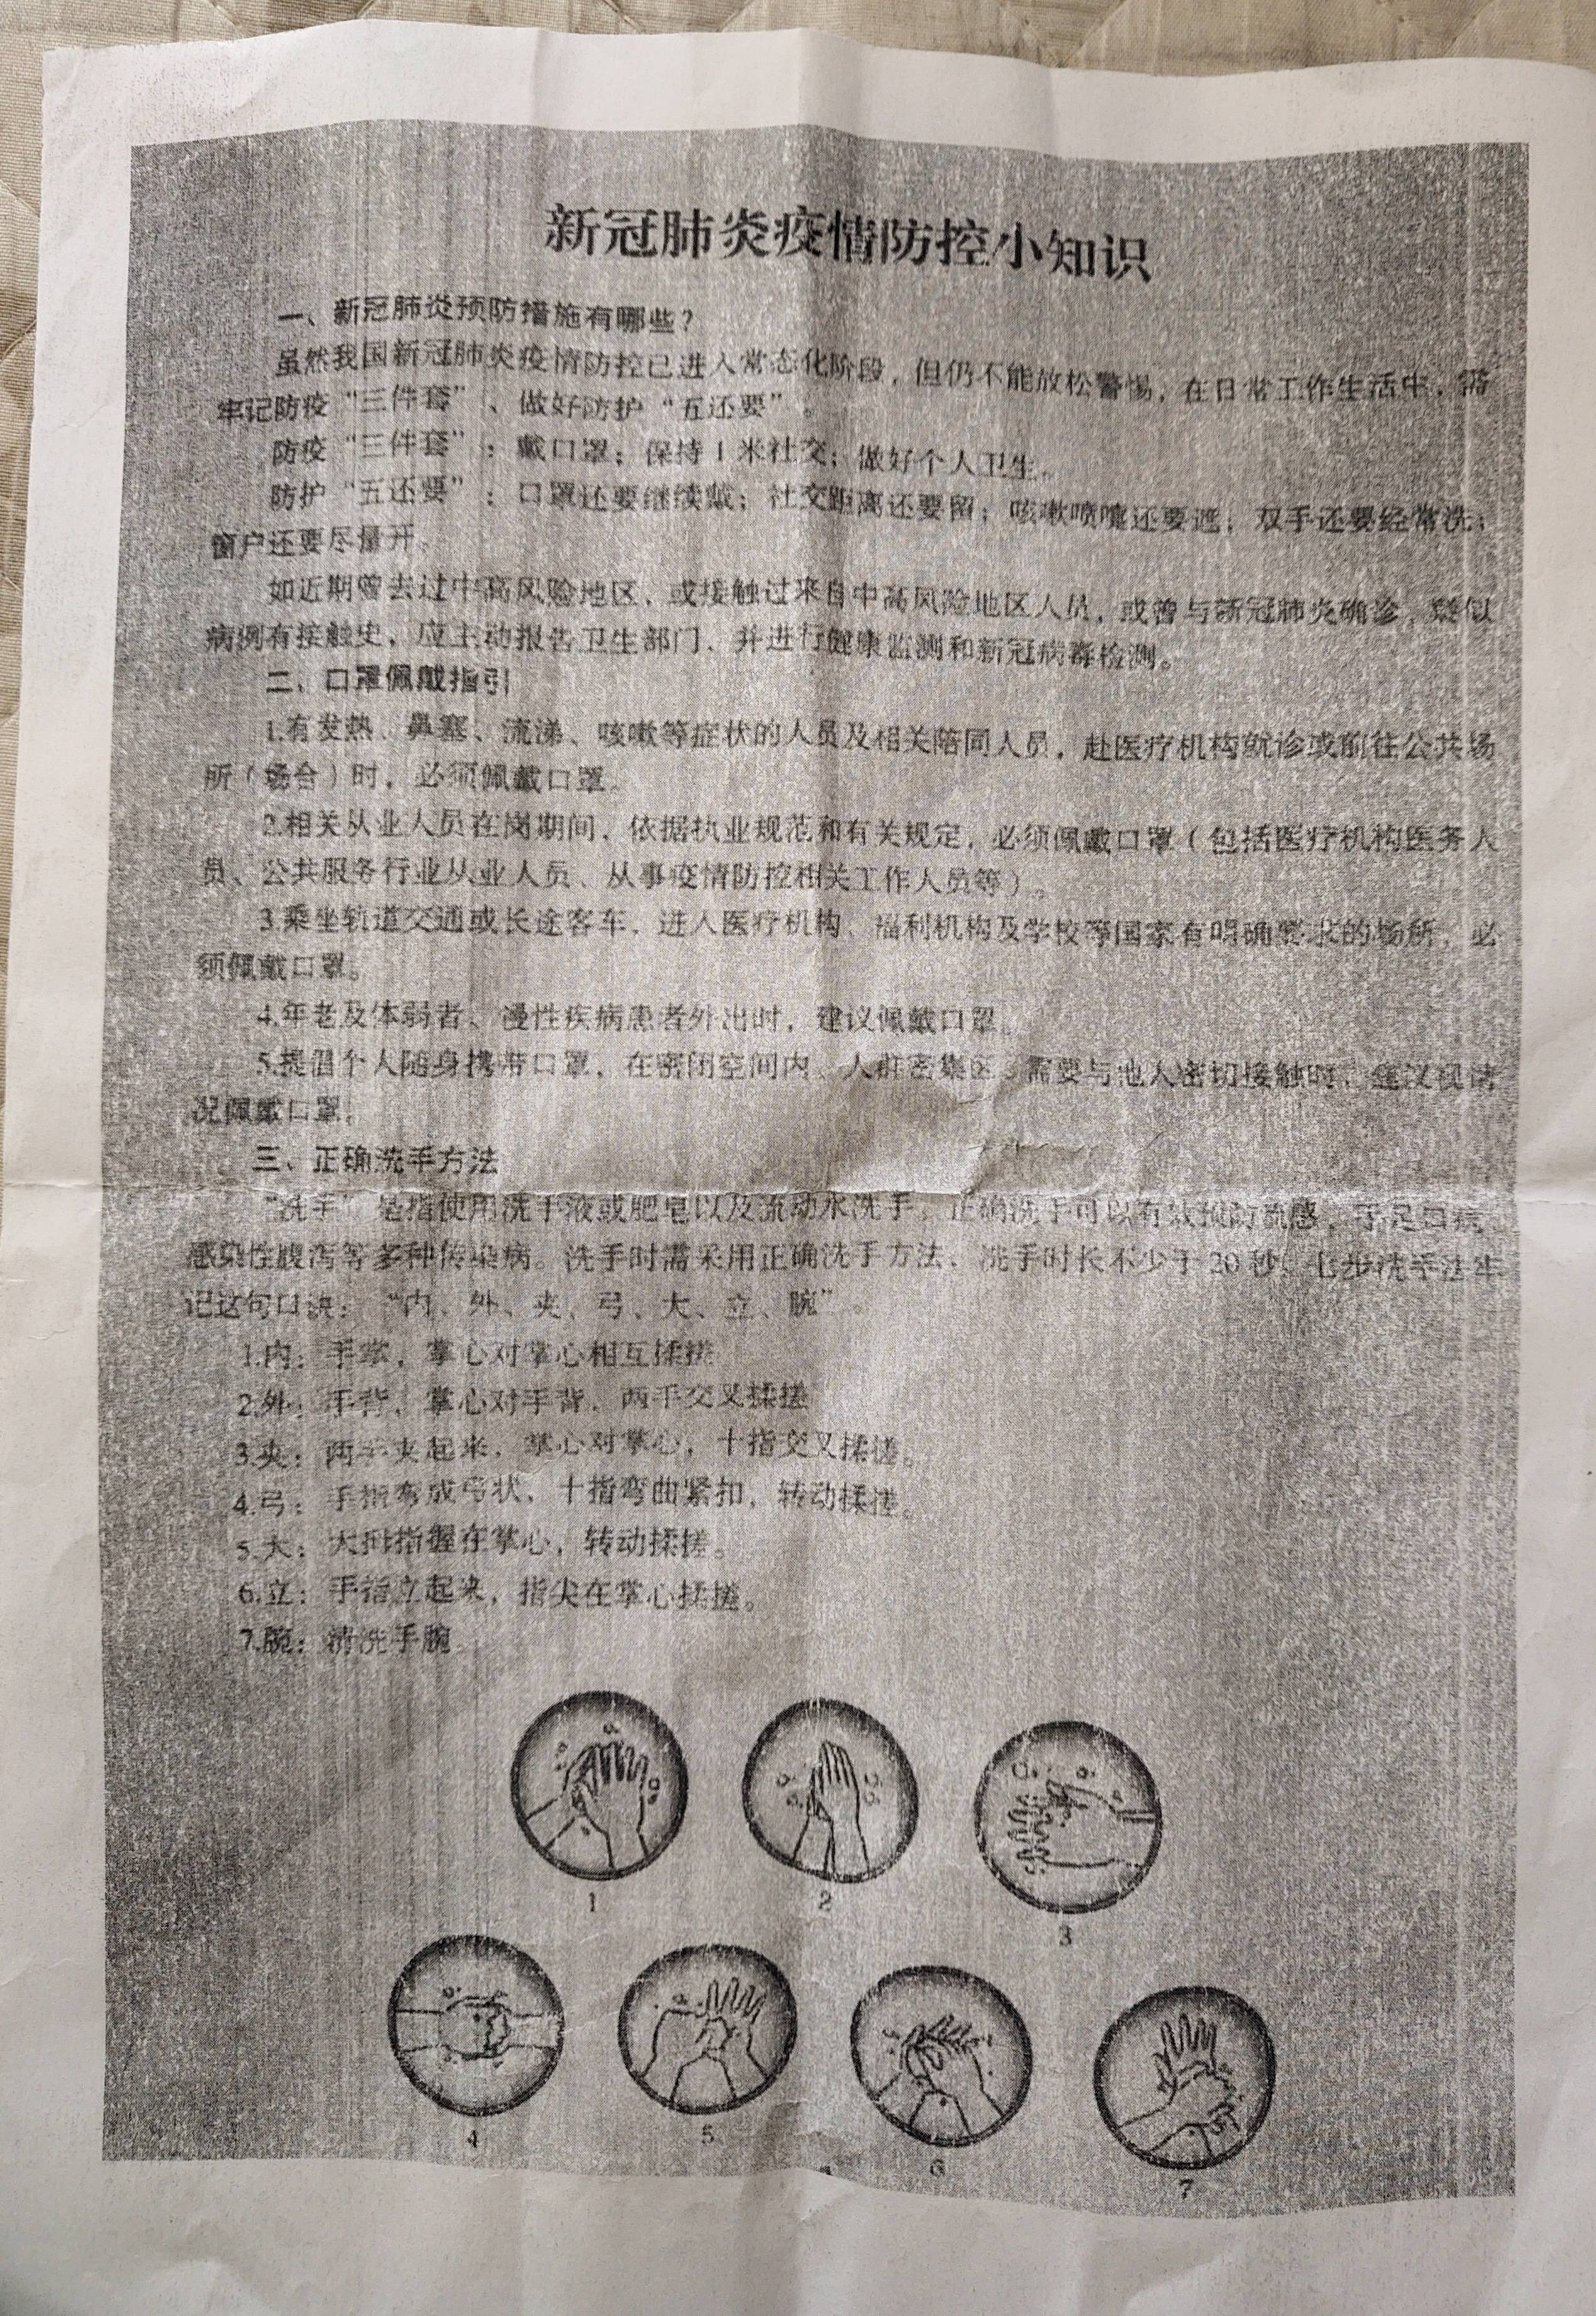 新冠肺炎疫情防控小知识
一、新冠肺炎预防措施有哪些？
虽然我国新冠肺炎疫情防控已进入常态化阶段，但仍不能放松警惕，在日常工作生活中，需
牢记防疫“三件套”、做好防护“五还要”。
防疫“三件套”：戴口罩；保持1米社交；做好个人卫生。
防护“五还要”：口罩还要继续戴；社交距离还要留；咳嗽喷嚏还要遮；双手还要经常洗；
窗户还要尽量开。
如近期曾去过中高风险地区，或接触过来自中高风险地区人员，或曾与新冠肺炎确诊、疑似
病例有接触史，应主动报告卫生部门，并进行健康监测和新冠病毒检测。
二、口罩佩戴指引
1.有发热、鼻塞、流涕、咳嗽等症状的人员及相关陪同人员，赴医疗机构就诊或前往公共场
所（场合）时，必须佩戴口罩。
2.相关从业人员在岗期间，依据执业规范和有关规定，必须佩戴口罩（包括医疗机构医务人
员、公共服务行业从业人员、从事疫情防控相关工作人员等）。
3.乘坐轨道交通或长途客车，进人医疗机构、福利机构及学校等国家有明确要求的场所，必
须佩戴口罩。
4.年老及体弱者、慢性疾病患者外出时，建议佩戴口罩。
5.提倡个人随身携带口罩，在密闭空间内、人群密集区、需要与他人密切接触时，建议视情
况佩戴口罩。
三、正确洗手方法
“洗手”是指使用洗手液或肥皂以及流动水洗手。正确洗手可以有效预防流感、手足口病、
感染性腹泻等多种传染病。洗手时需采用正确洗手方法，洗手时长不少于20秒。七步洗手法牢
记这句口诀：“内、外、夹、弓、大、立、腕”。
1.内：手掌，掌心对掌心相互揉搓
2.外：手背，掌心对手背，两手交叉揉搓
3.夹：两手夹起来，掌心对掌心，十指交叉揉搓。
4.弓：手指弯成弓状，十指弯曲紧扣，转动揉搓。
5.大：大拇指握在掌心，转动揉搓。
6.立：手指立起来，指尖在掌心揉搓。
7.腕：清洗手腕
1
2
3
4
5
6
7